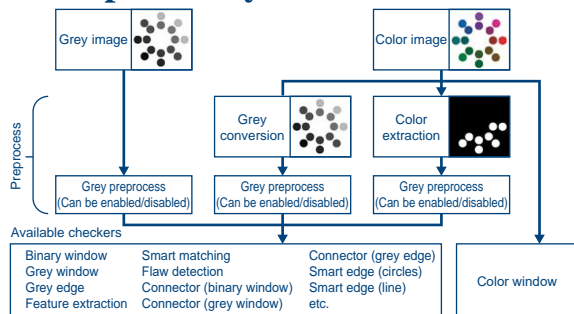 Grey image
Color image
Preprocess
Grey
conversion
Color
extraction
Grey preprocess
(Can be enabled/disabled)
Grey preprocess
(Can be enabled/disabled)
Grey preprocess
(Can be enabled/disabled)
Available checkers
Binary window
Grey window
Grey edge
Feature extraction
Smart matching
Flaw detection
Connector (binary window)
Connector (grey window)
Connector (grey edge)
Smart edge (circles)
Smart edge (line)
etc.
Color window